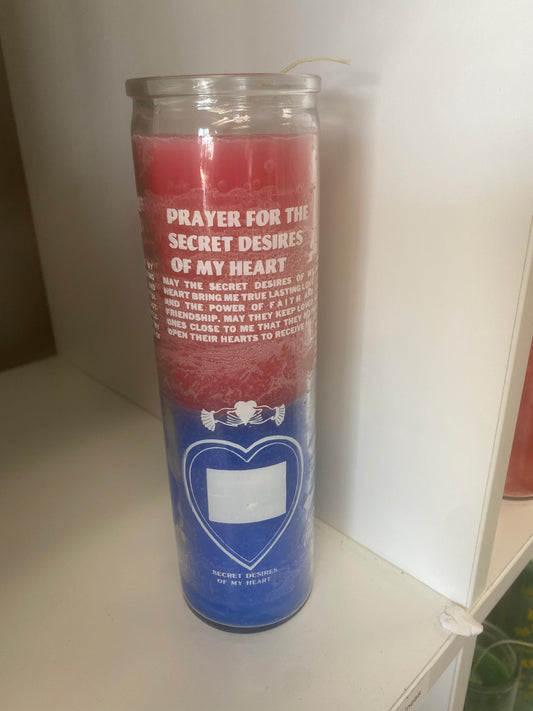 PRAYER FOR THE
SECRET DESIRES
OF MY HEART
MAY THE SECRET DESIRES OF
HEART BRING ME TRUE LASTING
AND THE POWER OF FAITH
FRIENDSHIP. MAY THEY KEEP
ONES CLOSE TO ME THAT THEY
OPEN THEIR HEARTS TO RECEIVE
SECRET DESIRES
OF MY HEART